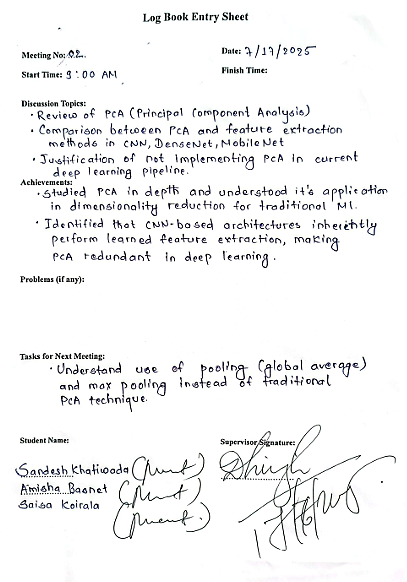 Log Book Entry Sheet
Meeting No: 02.
Date: 7/17/2025
Start Time: 9:00 AM
Finish Time:
Discussion Topics:
• Review of PCA (Principal Component Analysis)
• Comparison between PCA and feature extraction
methods in CNN, DenseNet, MobileNet
• Justification of not Implementing PCA in current
deep learning pipeline.
Achievements:
• Studied PCA in depth and understood it's application
in dimensionality reduction for traditional Ml.
• Identified that CNN-based architectures inherently
perform learned feature extraction, making
PCA redundant in deep learning.
Problems (if any):
Tasks for Next Meeting:
• Understand use of pooling (global average)
and max pooling instead of traditional
PCA technique.
Student Name:
Supervisor Signature:
Sandesh Khatiwada
Amisha Basnet
Saisa Koirala